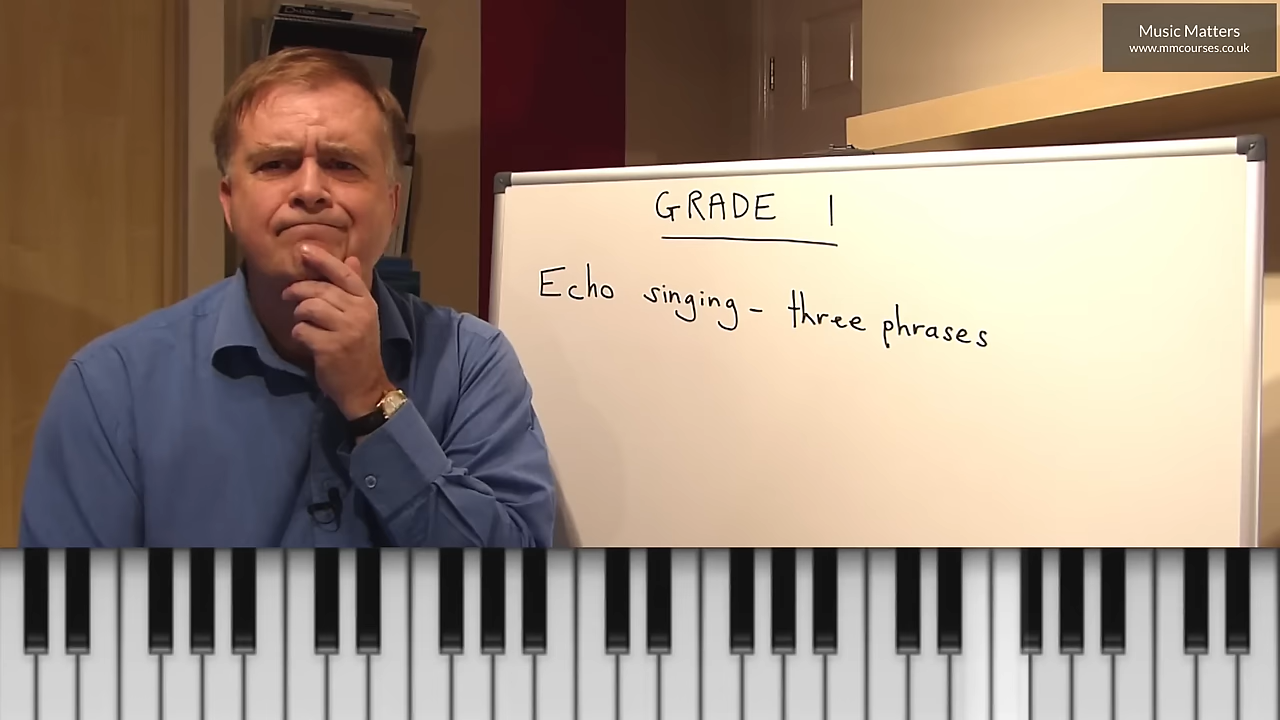 Music Matters
www.mmcourses.co.uk
GRADE 1
Echo singing - three phrases